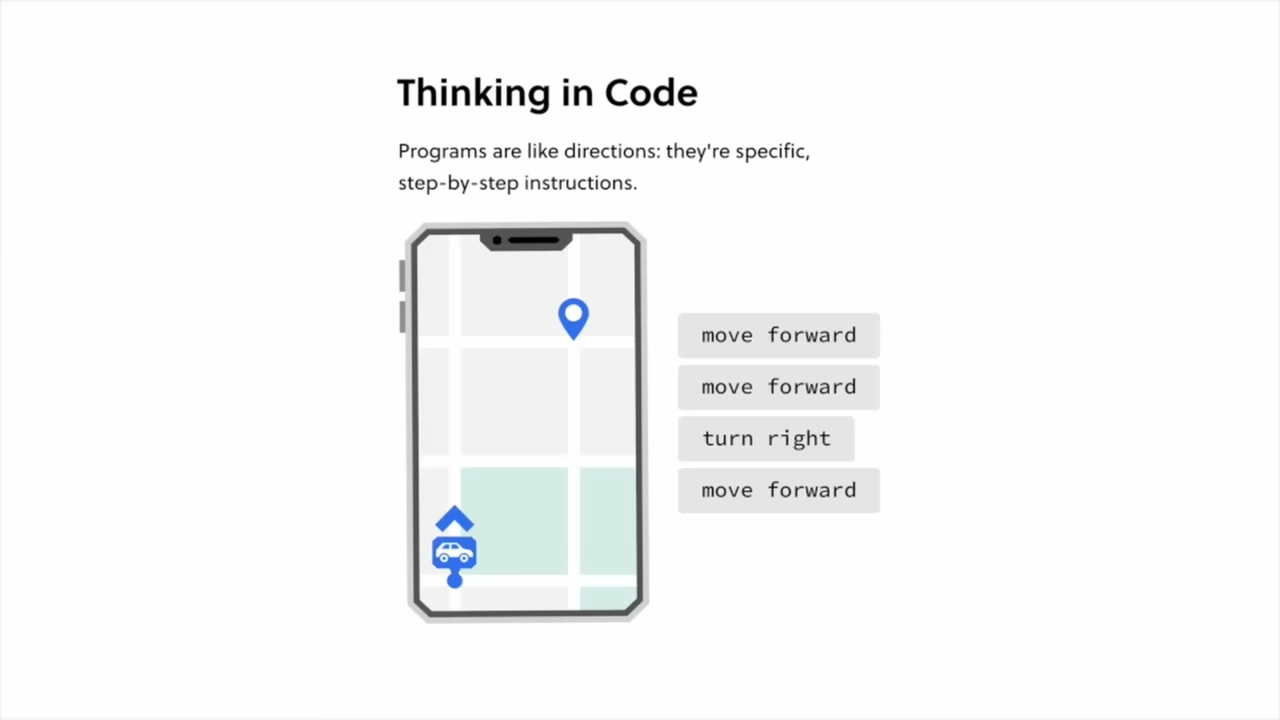 Thinking in Code
Programs are like directions: they're specific,
step-by-step instructions.
move forward
move forward
turn right
move forward